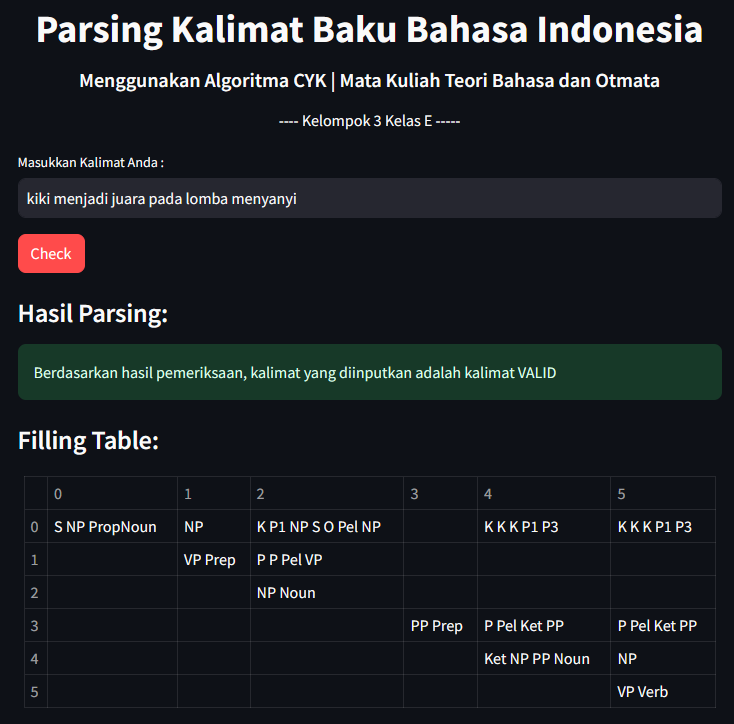 Parsing Kalimat Baku Bahasa Indonesia
Menggunakan Algoritma CYK | Mata Kuliah Teori Bahasa dan Otmata
---- Kelompok 3 Kelas E -----
Masukkan Kalimat Anda :
kiki menjadi juara pada lomba menyanyi
Check
Hasil Parsing:
Berdasarkan hasil pemeriksaan, kalimat yang diinputkan adalah kalimat VALID
Filling Table:
0 1 2 3 4 5
0 S NP PropNoun NP K P1 NP S O Pel NP K K K P1 P3 K K K P1 P3
1 VP Prep P P Pel VP
2 NP Noun
3 PP Prep P Pel Ket PP P Pel Ket PP
4 Ket NP PP Noun NP
5 VP Verb